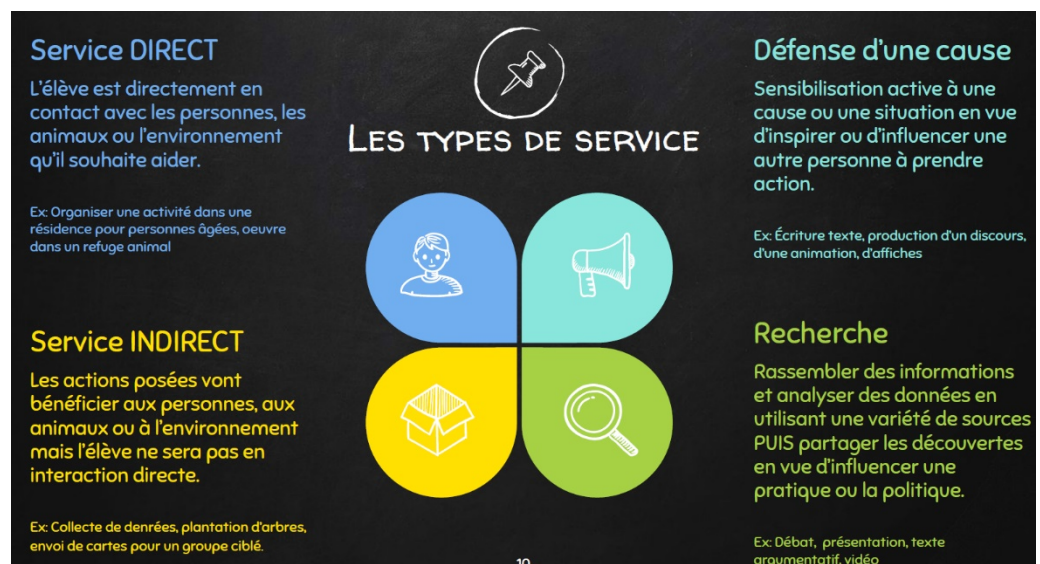 Service DIRECT
L'élève est directement en
contact avec les personnes, les
animaux ou l'environnement
qu'il souhaite aider.
Ex: Organiser une activité dans une
résidence pour personnes âgées, oeuvre
dans un refuge animal
LES TYPES DE SERVICE
Défense d'une cause
Sensibilisation active à une
cause ou une situation en vue
d'inspirer ou d'influencer une
autre personne à prendre
action.
Ex: Écriture texte, production d'un discours,
d'une animation, d'affiches
Service INDIRECT
Les actions posées vont
bénéficier aux personnes, aux
animaux ou à l'environnement
mais l'élève ne sera pas en
interaction directe.
Ex: Collecte de denrées, plantation d'arbres,
envoi de cartes pour un groupe ciblé.
Recherche
Rassembler des informations
et analyser des données en
utilisant une variété de sources
PUIS partager les découvertes
en vue d'influencer une
pratique ou la politique.
Ex: Débat, présentation, texte
argumentatif, vidéo